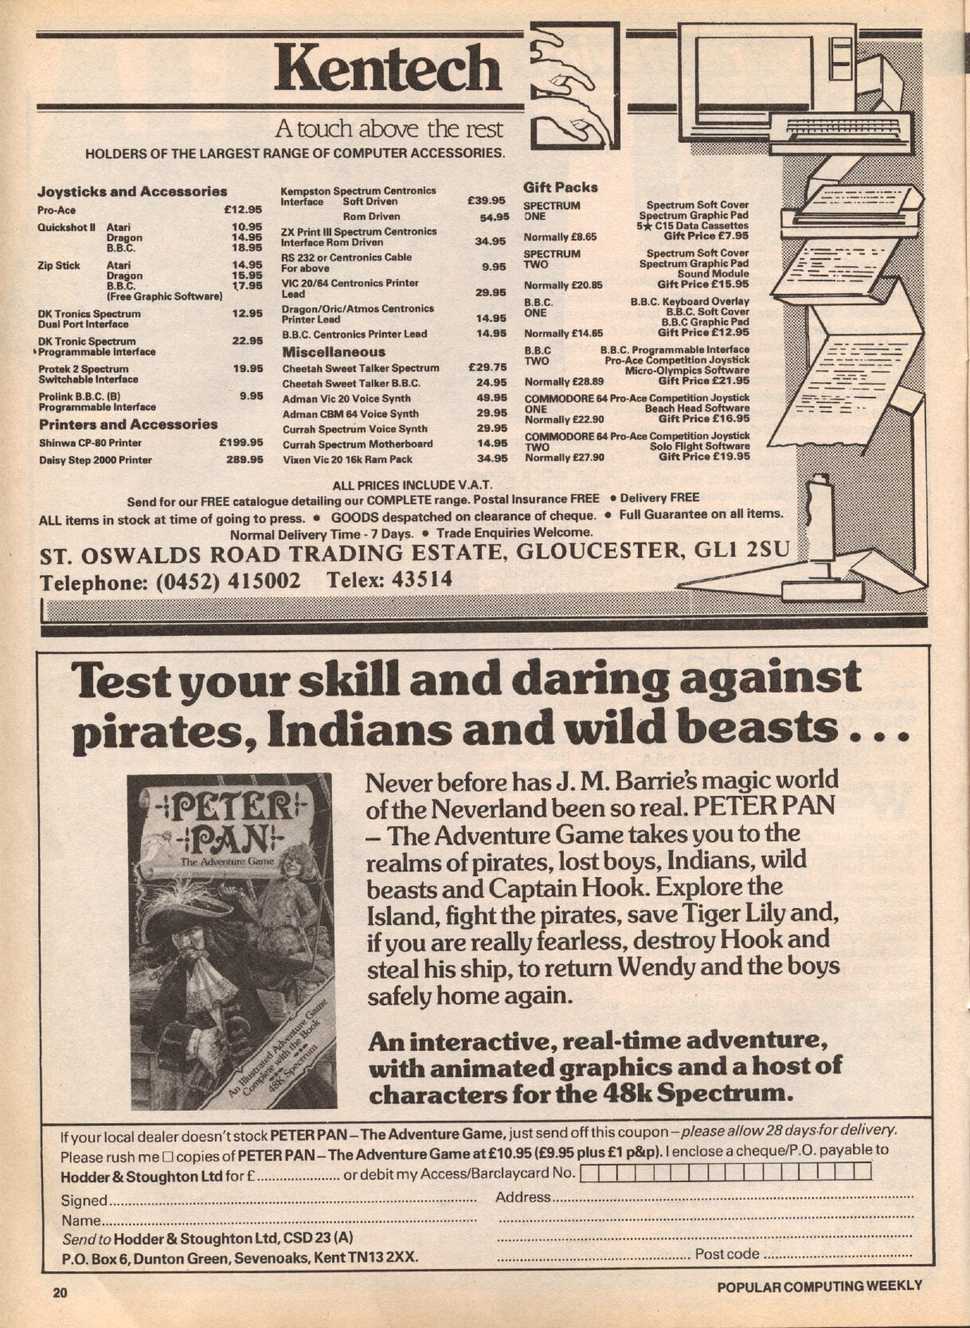 Kentech
A touch above the rest
HOLDERS OF THE LARGEST RANGE OF COMPUTER ACCESSORIES.
Joysticks and Accessories
Pro-Ace £12.95
Quickshot II Atari 10.95
Dragon 14.95
B.B.C. 18.95
Zip Stick Atari 14.95
Dragon 15.95
B.B.C. 17.95
(Free Graphic Software)
DK Tronics Spectrum 12.95
Dual Port Interface
DK Tronic Spectrum 22.95
Programmable Interface
Protek 2 Spectrum 19.95
Switchable Interface
Prolink B.B.C. (B) 9.95
Programmable Interface
Printers and Accessories
Shinwa CP-80 Printer £199.95
Daisy Step 2000 Printer 289.95
Kempston Spectrum Centronics
Interface Soft Driven £39.95
Rom Driven 54.95
ZX Print III Spectrum Centronics
Interface Rom Driven 34.95
RS 232 or Centronics Cable
For above 9.95
VIC 20/64 Centronics Printer
Lead 29.95
Dragon/Oric/Atmos Centronics
Printer Lead 14.95
B.B.C. Centronics Printer Lead 14.95
Miscellaneous
Cheetah Sweet Talker Spectrum £29.75
Cheetah Sweet Talker B.B.C. 24.95
Adman Vic 20 Voice Synth 49.95
Adman CBM 64 Voice Synth 29.95
Currah Spectrum Voice Synth 29.95
Currah Spectrum Motherboard 14.95
Vixen Vic 20 16k Ram Pack 34.95
Gift Packs
SPECTRUM Spectrum Soft Cover
ONE Spectrum Graphic Pad
5★ C15 Data Cassettes
Normally £8.65 Gift Price £7.95
SPECTRUM Spectrum Soft Cover
TWO Spectrum Graphic Pad
Sound Module
Normally £20.85 Gift Price £15.95
B.B.C. B.B.C. Keyboard Overlay
ONE B.B.C. Soft Cover
B.B.C Graphic Pad
Normally £14.65 Gift Price £12.95
B.B.C B.B.C. Programmable Interface
TWO Pro-Ace Competition Joystick
Micro-Olympics Software
Normally £28.89 Gift Price £21.95
COMMODORE 64 Pro-Ace Competition Joystick
ONE Beach Head Software
Normally £22.90 Gift Price £16.95
COMMODORE 64 Pro-Ace Competition Joystick
TWO Solo Flight Software
Normally £27.90 Gift Price £19.95
ALL PRICES INCLUDE V.A.T.
Send for our FREE catalogue detailing our COMPLETE range. Postal Insurance FREE ● Delivery FREE
ALL items in stock at time of going to press. ● GOODS despatched on clearance of cheque. ● Full Guarantee on all items.
Normal Delivery Time - 7 Days. ● Trade Enquiries Welcome.
ST. OSWALDS ROAD TRADING ESTATE, GLOUCESTER, GL1 2SU
Telephone: (0452) 415002 Telex: 43514
Test your skill and daring against
pirates, Indians and wild beasts . . .
PETER
PAN
The Adventure Game
An Illustrated Adventure Game
Complete with the Book
48K Spectrum
Never before has J. M. Barrie's magic world
of the Neverland been so real. PETER PAN
– The Adventure Game takes you to the
realms of pirates, lost boys, Indians, wild
beasts and Captain Hook. Explore the
Island, fight the pirates, save Tiger Lily and,
if you are really fearless, destroy Hook and
steal his ship, to return Wendy and the boys
safely home again.
An interactive, real-time adventure,
with animated graphics and a host of
characters for the 48k Spectrum.
If your local dealer doesn't stock PETER PAN – The Adventure Game, just send off this coupon – please allow 28 days for delivery.
Please rush me □ copies of PETER PAN – The Adventure Game at £10.95 (£9.95 plus £1 p&p). I enclose a cheque/P.O. payable to
Hodder & Stoughton Ltd for £.................... or debit my Access/Barclaycard No.
Signed.................... Address....................
Name....................
Send to Hodder & Stoughton Ltd, CSD 23 (A)
P.O. Box 6, Dunton Green, Sevenoaks, Kent TN13 2XX. .................... Post code ....................
20 POPULAR COMPUTING WEEKLY